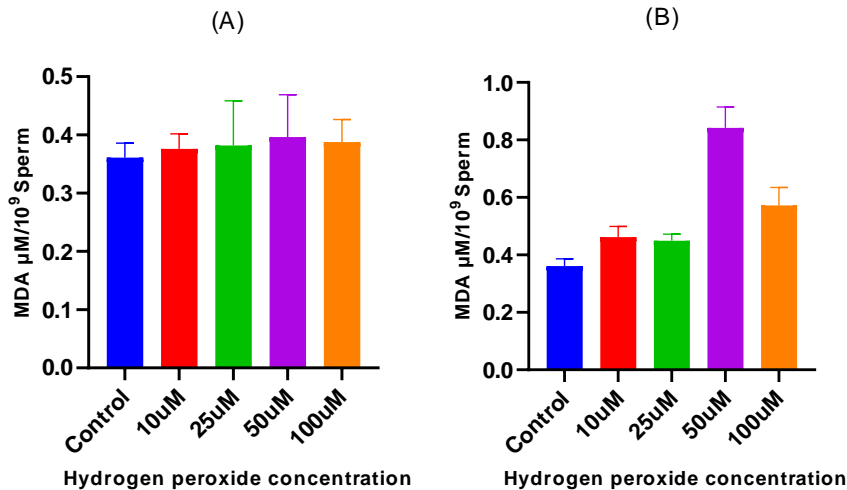 (A)
MDA µM/10⁹ Sperm
0.5
0.4
0.3
0.2
0.1
0.0
Control
10uM
25uM
50uM
100uM
Hydrogen peroxide concentration
(B)
MDA µM/10⁹ Sperm
1.0
0.8
0.6
0.4
0.2
0.0
Control
10uM
25uM
50uM
100uM
Hydrogen peroxide concentration